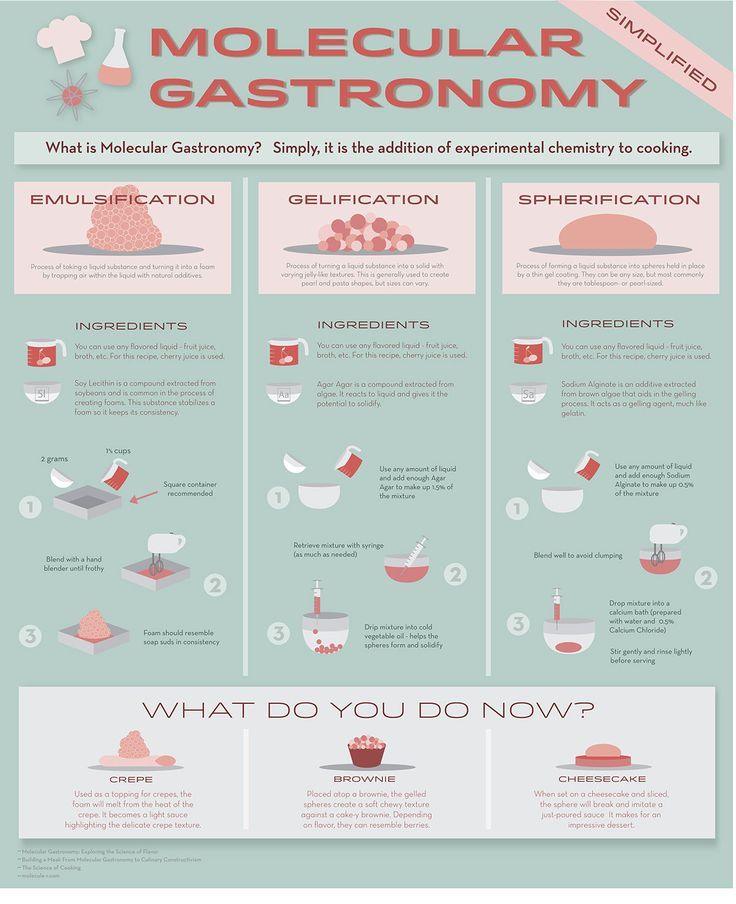 SIMPLIFIED
MOLECULAR
GASTRONOMY
What is Molecular Gastronomy? Simply, it is the addition of experimental chemistry to cooking.
EMULSIFICATION
Process of taking a liquid substance and turning it into a foam
by trapping air within the liquid with natural additives.
INGREDIENTS
You can use any flavored liquid - fruit juice,
broth, etc. For this recipe, cherry juice is used.
Sl
Soy Lecithin is a compound extracted from
soybeans and is common in the process of
creating foams. This substance stabilizes a
foam so it keeps its consistency.
2 grams
1¼ cups
1
Square container
recommended
Blend with a hand
blender until frothy
2
3
Foam should resemble
soap suds in consistency
GELIFICATION
Process of turning a liquid substance into a solid with
varying jelly-like textures. This is generally used to create
pearl and pasta shapes, but sizes can vary.
INGREDIENTS
You can use any flavored liquid - fruit juice,
broth, etc. For this recipe, cherry juice is used.
Aa
Agar Agar is a compound extracted from
algae. It reacts to liquid and gives it the
potential to solidify.
1
Use any amount of liquid
and add enough Agar
Agar to make up 1.5% of
the mixture
Retrieve mixture with syringe
(as much as needed)
2
3
Drip mixture into cold
vegetable oil - helps the
spheres form and solidify
SPHERIFICATION
Process of forming a liquid substance into spheres held in place
by a thin gel coating. They can be any size, but most commonly
they are tablespoon- or pearl-sized.
INGREDIENTS
You can use any flavored liquid - fruit juice,
broth, etc. For this recipe, cherry juice is used.
Sa
Sodium Alginate is an additive extracted
from brown algae that aids in the gelling
process. It acts as a gelling agent, much like
gelatin.
1
Use any amount of liquid
and add enough Sodium
Alginate to make up 0.5%
of the mixture
Blend well to avoid clumping
2
3
Drop mixture into a
calcium bath (prepared
with water and 0.5%
Calcium Chloride)
Stir gently and rinse lightly
before serving
WHAT DO YOU DO NOW?
CREPE
Used as a topping for crepes, the
foam will melt from the heat of the
crepe. It becomes a light sauce
highlighting the delicate crepe texture.
BROWNIE
Placed atop a brownie, the gelled
spheres create a soft chewy texture
against a cake-y brownie. Depending
on flavor, they can resemble berries.
CHEESECAKE
When set on a cheesecake and sliced,
the sphere will break and imitate a
just-poured sauce It makes for an
impressive dessert.
— Molecular Gastronomy: Exploring the Science of Flavor
— Building a Meal: From Molecular Gastronomy to Culinary Constructivism
— The Science of Cooking
— molecule-r.com